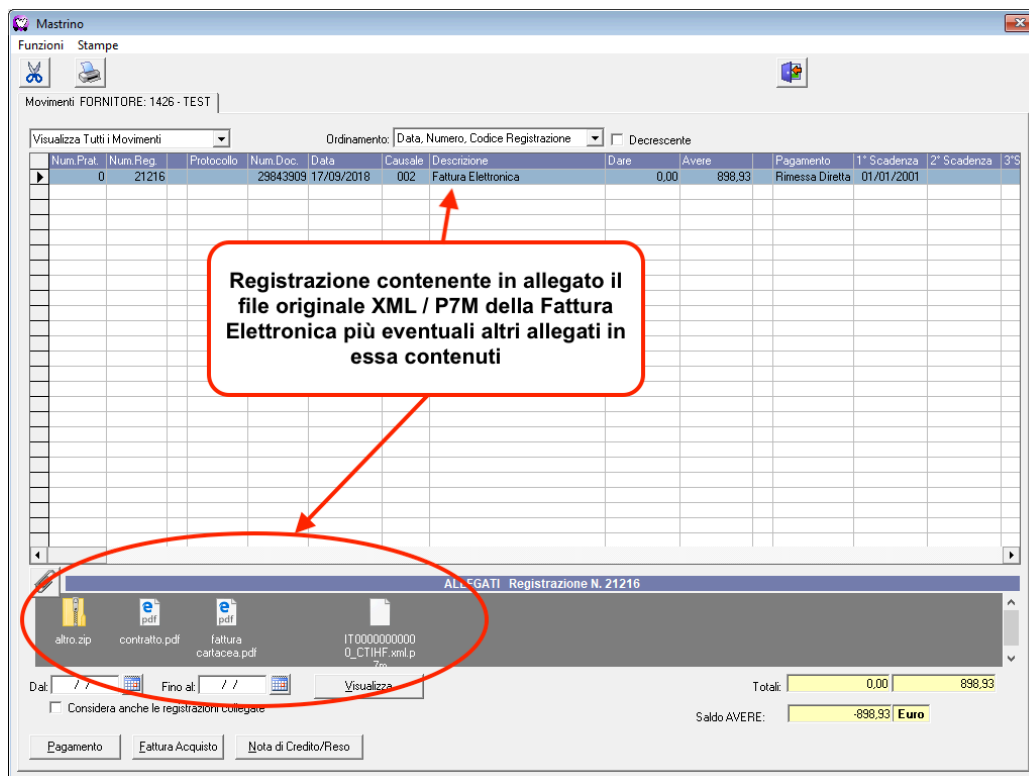 Mastrino
Funzioni Stampe
Movimenti FORNITORE: 1426 - TEST
Visualizza Tutti i Movimenti Ordinamento: Data, Numero, Codice Registrazione Decrescente
Num.Prat. Num.Reg. Protocollo Num.Doc. Data Causale Descrizione Dare Avere Pagamento 1° Scadenza 2° Scadenza 3°S
0 21216 29843909 17/09/2018 002 Fattura Elettronica 0,00 898,93 Rimessa Diretta 01/01/2001
Registrazione contenente in allegato il
file originale XML / P7M della Fattura
Elettronica più eventuali altri allegati in
essa contenuti
ALLEGATI Registrazione N. 21216
altro.zip contratto.pdf fattura cartacea.pdf IT0000000000
0_CTIHF.xml.p
7m
Dal: / / Fino al: / / Visualizza Totali: 0,00 898,93
Considera anche le registrazioni collegate
Saldo AVERE: -898,93 Euro
Pagamento Fattura Acquisto Nota di Credito/Reso